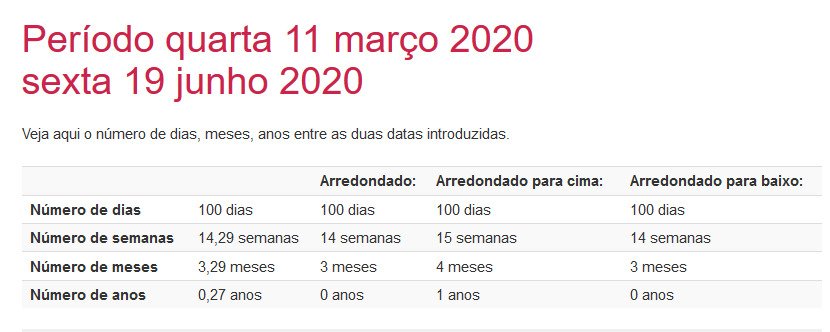 Período quarta 11 março 2020
sexta 19 junho 2020
Veja aqui o número de dias, meses, anos entre as duas datas introduzidas.
Arredondado: Arredondado para cima: Arredondado para baixo:
Número de dias 100 dias 100 dias 100 dias 100 dias
Número de semanas 14,29 semanas 14 semanas 15 semanas 14 semanas
Número de meses 3,29 meses 3 meses 4 meses 3 meses
Número de anos 0,27 anos 0 anos 1 anos 0 anos